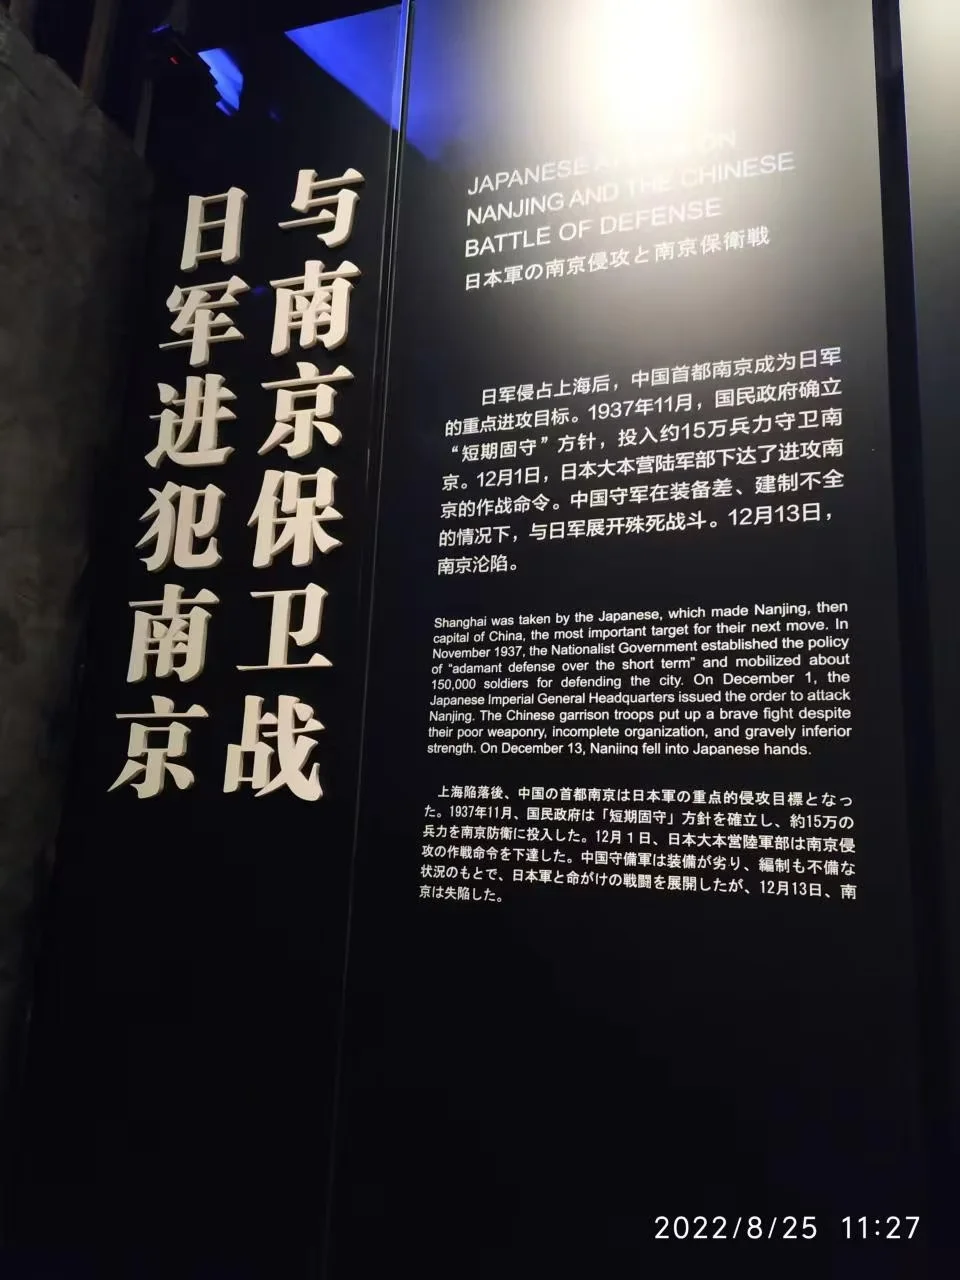 日军进犯南京
与南京保卫战
JAPANESE ON
NANJING AND THE CHINESE
BATTLE OF DEFENSE
日本軍の南京侵攻と南京保衛戦
日军侵占上海后，中国首都南京成为日军
的重点进攻目标。1937年11月，国民政府确立
“短期固守”方针，投入约15万兵力守卫南
京。12月1日，日本大本营陆军部下达了进攻南
京的作战命令。中国守军在装备差、建制不全
的情况下，与日军展开殊死战斗。12月13日，
南京沦陷。
Shanghai was taken by the Japanese, which made Nanjing, then
capital of China, the most important target for their next move. In
November 1937, the Nationalist Government established the policy
of “adamant defense over the short term” and mobilized about
150,000 soldiers for defending the city. On December 1, the
Japanese Imperial General Headquarters issued the order to attack
Nanjing. The Chinese garrison troops put up a brave fight despite
their poor weaponry, incomplete organization, and gravely inferior
strength. On December 13, Nanjing fell into Japanese hands.
上海陥落後、中国の首都南京は日本軍の重点的侵攻目標となっ
た。1937年11月、国民政府は「短期固守」方針を確立し、約15万の
兵力を南京防衛に投入した。12月１日、日本大本営陸軍部は南京侵
攻の作戦命令を下達した。中国守備軍は装備が劣り、編制も不備な
状況のもとで、日本軍と命がけの戦闘を展開したが、12月13日、南
京は失陥した。
2022/8/25 11:27